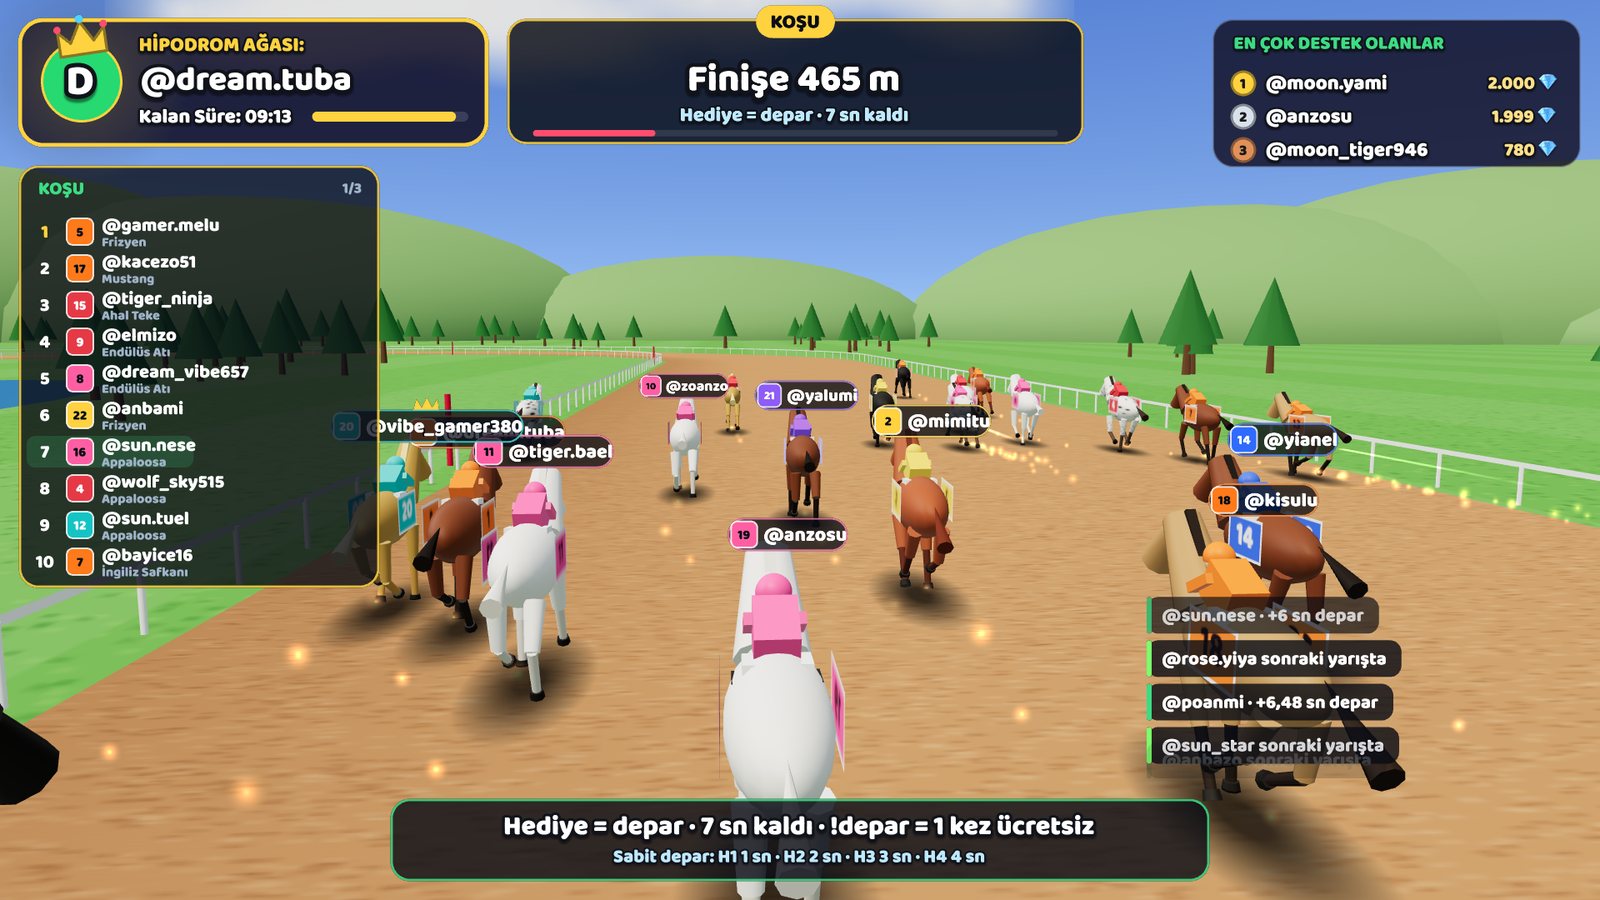 HİPODROM AĞASI:
D
@dream.tuba
Kalan Süre: 09:13
KOŞU
Finişe 465 m
Hediye = depar · 7 sn kaldı
EN ÇOK DESTEK OLANLAR
1 @moon.yami 2.000
2 @anzosu 1.999
3 @moon_tiger946 780
KOŞU 1/3
1 5 @gamer.melu
Frizyen
2 17 @kacezo51
Mustang
3 15 @tiger_ninja
Ahal Teke
4 9 @elmizo
Endülüs Atı
5 8 @dream_vibe657
Endülüs Atı
6 22 @anbami
Frizyen
7 16 @sun.nese
Appaloosa
8 4 @wolf_sky515
Appaloosa
9 12 @sun.tuel
Appaloosa
10 7 @bayice16
İngiliz Safkanı
10 @zoanzo
21 @yalumi
2 @mimitu
20 @vibe_gamer380
tuba
11 @tiger.bael
14 @yianel
18 @kisulu
19 @anzosu
20
14
18
@sun.nese · +6 sn depar
@rose.yiya sonraki yarışta
@poanmi · +6,48 sn depar
@sun_star sonraki yarışta
@anbazo sonraki yarışta
Hediye = depar · 7 sn kaldı · !depar = 1 kez ücretsiz
Sabit depar: H1 1 sn · H2 2 sn · H3 3 sn · H4 4 sn